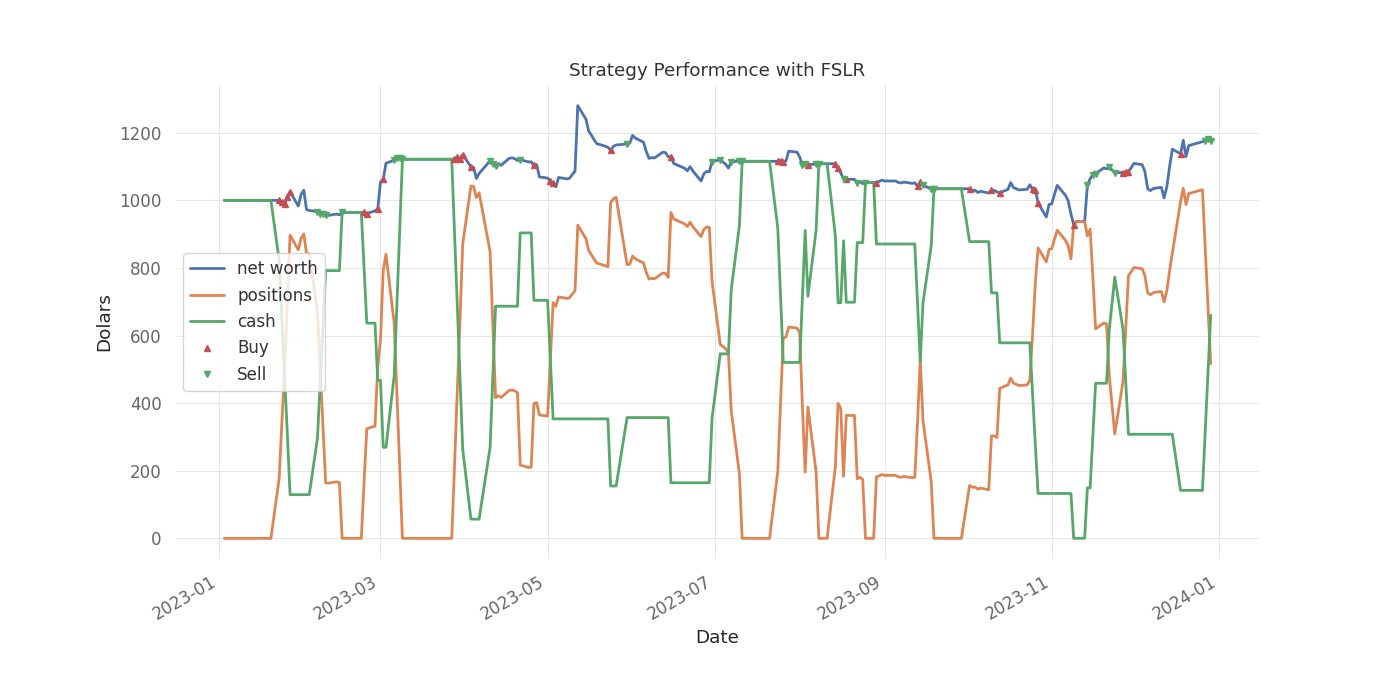 Strategy Performance with FSLR
Dolars
1200
1000
800
600
400
200
0
net worth
positions
cash
Buy
Sell
2023-01
2023-03
2023-05
2023-07
2023-09
2023-11
2024-01
Date